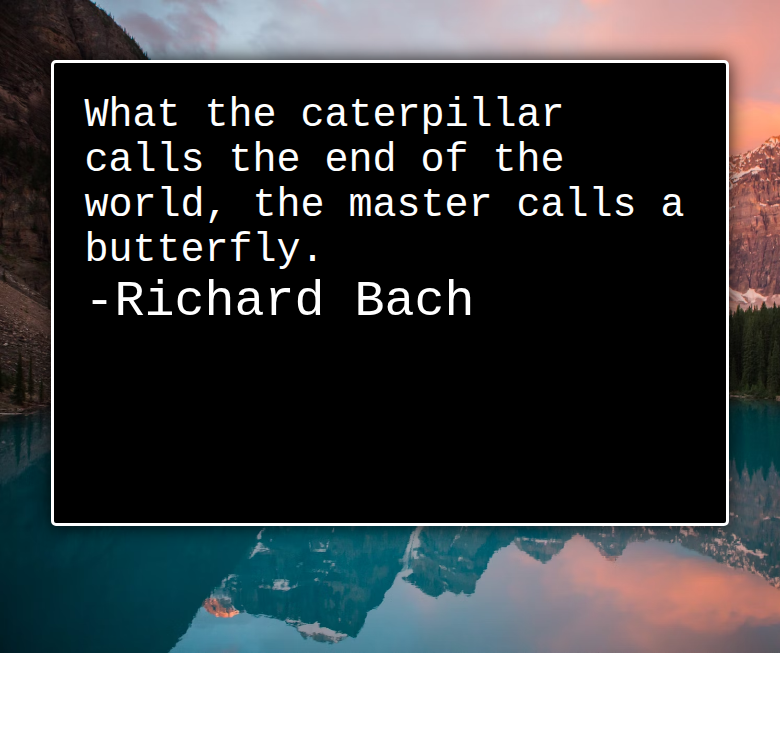 What the caterpillar
calls the end of the
world, the master calls a
butterfly.
-Richard Bach